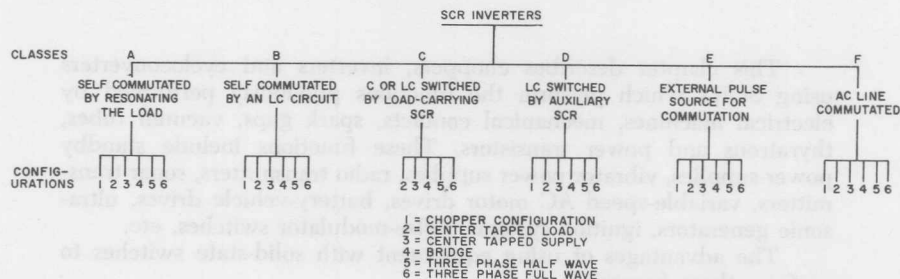 SCR INVERTERS
CLASSES A B C D E F
SELF COMMUTATED BY RESONATING THE LOAD
SELF COMMUTATED BY AN LC CIRCUIT
C OR LC SWITCHED BY LOAD-CARRYING SCR
LC SWITCHED BY AUXILIARY SCR
EXTERNAL PULSE SOURCE FOR COMMUTATION
AC LINE COMMUTATED
CONFIG-
URATIONS
1 2 3 4 5 6
1 2 3 4 5 6
2 3 4 5 6
1 2 3 4 5 6
1 2 3 4 5 6
1 2 3 4 5 6
1 = CHOPPER CONFIGURATION
2 = CENTER TAPPED LOAD
3 = CENTER TAPPED SUPPLY
4 = BRIDGE
5 = THREE PHASE HALF WAVE
6 = THREE PHASE FULL WAVE